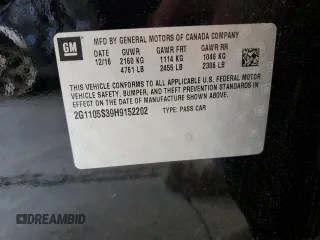 GM
MFD BY GENERAL MOTORS OF CANADA COMPANY
DATE GVWR GAWR FRT GAWR RR
12/16 2160 KG 1114 KG 1046 KG
4761 LB 2455 LB 2306 LB
THIS VEHICLE CONFORMS TO ALL APPLICABLE U.S. FEDERAL MOTOR
VEHICLE SAFETY, BUMPER, AND THEFT PREVENTION STANDARDS IN
EFFECT ON THE DATE OF MANUFACTURE SHOWN ABOVE.
2G1105S39H9152202 TYPE: PASS CAR
© DREAMBID